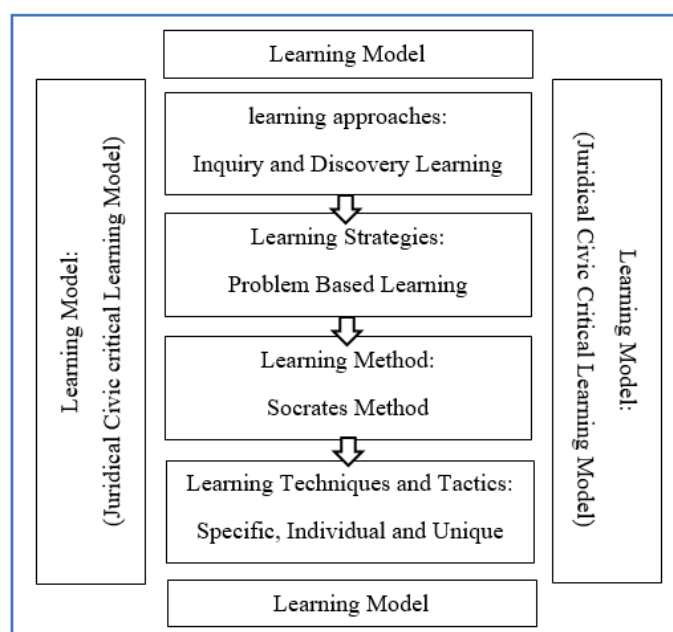 Learning Model
Learning Model:
(Juridical Civic critical Learning Model)
learning approaches:
Inquiry and Discovery Learning
Learning Strategies:
Problem Based Learning
Learning Method:
Socrates Method
Learning Techniques and Tactics:
Specific, Individual and Unique
Learning Model:
(Juridical Civic Critical Learning Model)
Learning Model